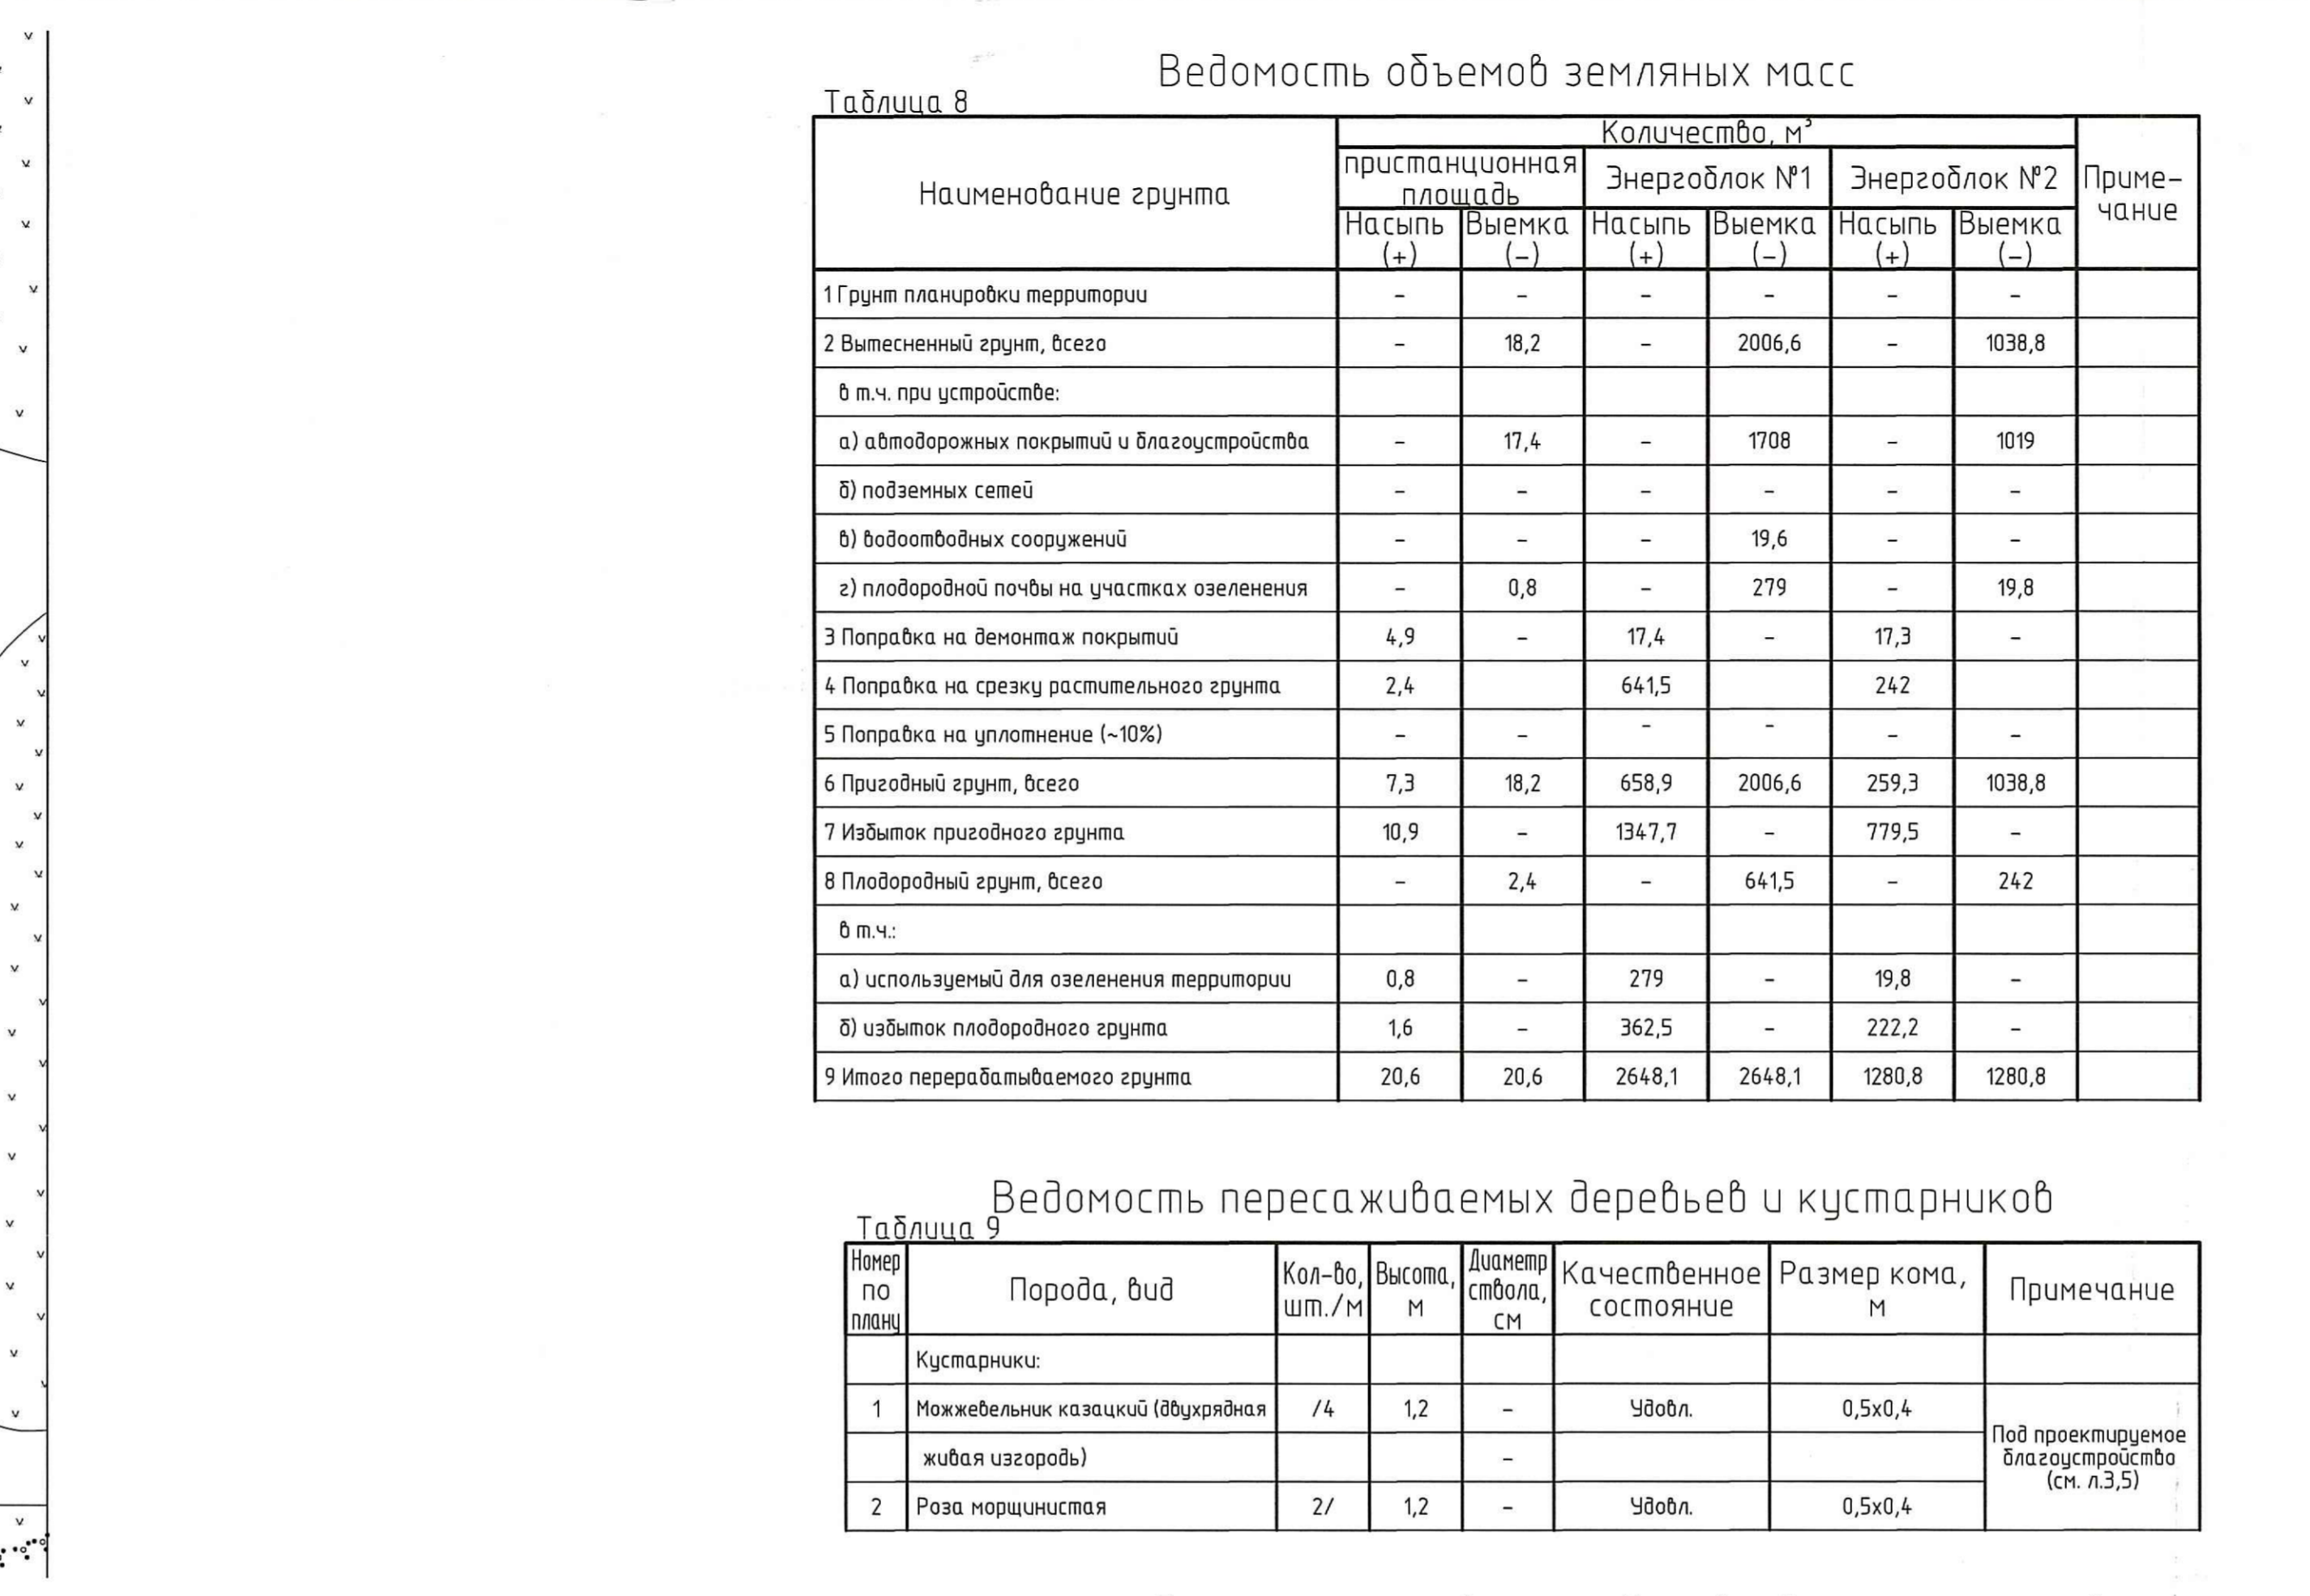 Ведомость объемов земляных масс
Таблица 8
Наименование грунта
Количество, м³
Приме-
чание
пристанционная
площадь
Энергоблок №1
Энергоблок №2
Насыпь (+)
Выемка (-)
Насыпь (+)
Выемка (-)
Насыпь (+)
Выемка (-)
1 Грунт планировки территории - - - - - -
2 Вытесненный грунт, всего - 18,2 - 2006,6 - 1038,8
в т.ч. при устройстве:
а) автодорожных покрытий и благоустройства - 17,4 - 1708 - 1019
б) подземных сетей - - - - - -
в) водоотводных сооружений - - - 19,6 - -
г) плодородной почвы на участках озеленения - 0,8 - 279 - 19,8
3 Поправка на демонтаж покрытий 4,9 - 17,4 - 17,3 -
4 Поправка на срезку растительного грунта 2,4 641,5 242
5 Поправка на уплотнение (~10%) - - - - - -
6 Пригодный грунт, всего 7,3 18,2 658,9 2006,6 259,3 1038,8
7 Избыток пригодного грунта 10,9 - 1347,7 - 779,5 -
8 Плодородный грунт, всего - 2,4 - 641,5 - 242
в т.ч.:
а) используемый для озеленения территории 0,8 - 279 - 19,8 -
б) избыток плодородного грунта 1,6 - 362,5 - 222,2 -
9 Итого перерабатываемого грунта 20,6 20,6 2648,1 2648,1 1280,8 1280,8
Ведомость пересаживаемых деревьев и кустарников
Таблица 9
Номер
по
плану
Порода, вид
Кол-во,
шт./м
Высота,
м
Диаметр
ствола,
см
Качественное
состояние
Размер кома,
м
Примечание
Кустарники:
1 Можжевельник казацкий (двухрядная /4 1,2 - Удовл. 0,5х0,4
живая изгородь) -
2 Роза морщинистая 2/ 1,2 - Удовл. 0,5х0,4
Под проектируемое
благоустройство
(см. л.3,5)